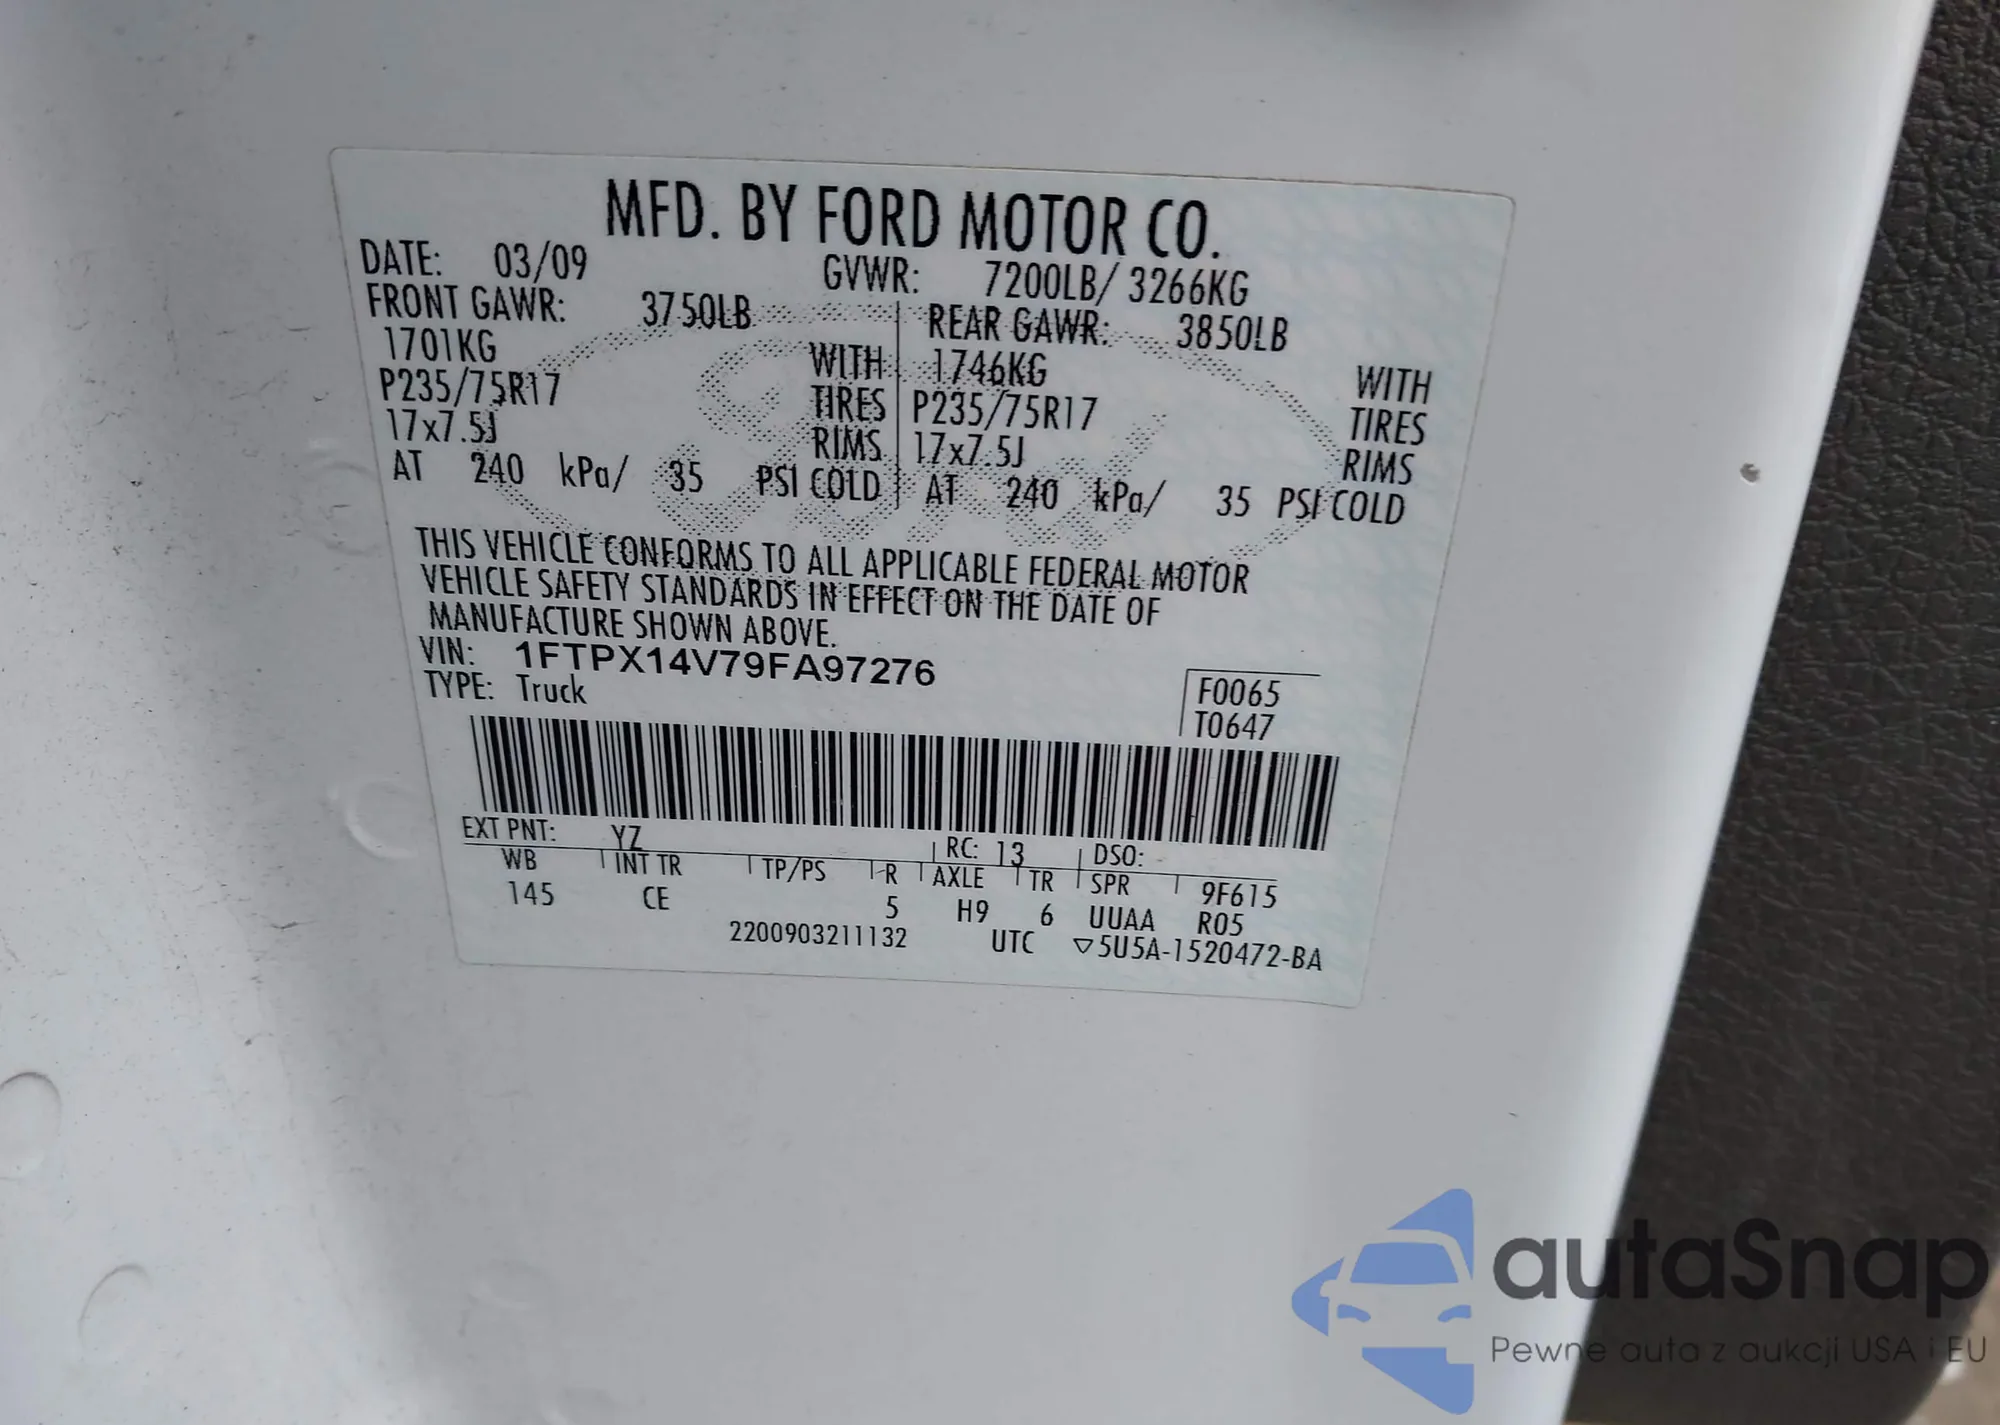 MFD. BY FORD MOTOR CO.
DATE: 03/09 GVWR: 7200LB/ 3266KG
FRONT GAWR: 3750LB REAR GAWR: 3850LB
1701KG WITH 1746KG WITH
P235/75R17 TIRES P235/75R17 TIRES
17x7.5J RIMS 17x7.5J RIMS
AT 240 kPa/ 35 PSI COLD AT 240 kPa/ 35 PSI COLD
THIS VEHICLE CONFORMS TO ALL APPLICABLE FEDERAL MOTOR
VEHICLE SAFETY STANDARDS IN EFFECT ON THE DATE OF
MANUFACTURE SHOWN ABOVE.
VIN: 1FTPX14V79FA97276
TYPE: Truck
F0065
T0647
EXT PNT: YZ RC: 13 DSO:
WB INT TR TP/PS R AXLE TR SPR 9F615
145 CE 5 H9 6 UUAA R05
2200903211132 UTC ▽5U5A-1520472-BA
autaSnap
Pewne auta z aukcji USA i EU